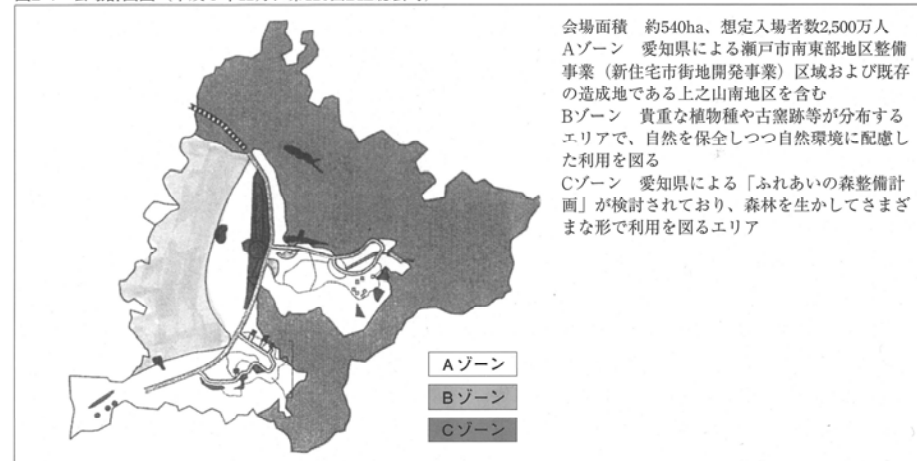 会場面積 約540ha、想定入場者数2,500万人
Aゾーン 愛知県による瀬戸市南東部地区整備
事業（新住宅市街地開発事業）区域および既存
の造成地である上之山南地区を含む
Bゾーン 貴重な植物種や古窯跡等が分布する
エリアで、自然を保全しつつ自然環境に配慮し
た利用を図る
Cゾーン 愛知県による「ふれあいの森整備計
画」が検討されており、森林を生かしてさまざ
まな形で利用を図るエリア
Aゾーン
Bゾーン
Cゾーン